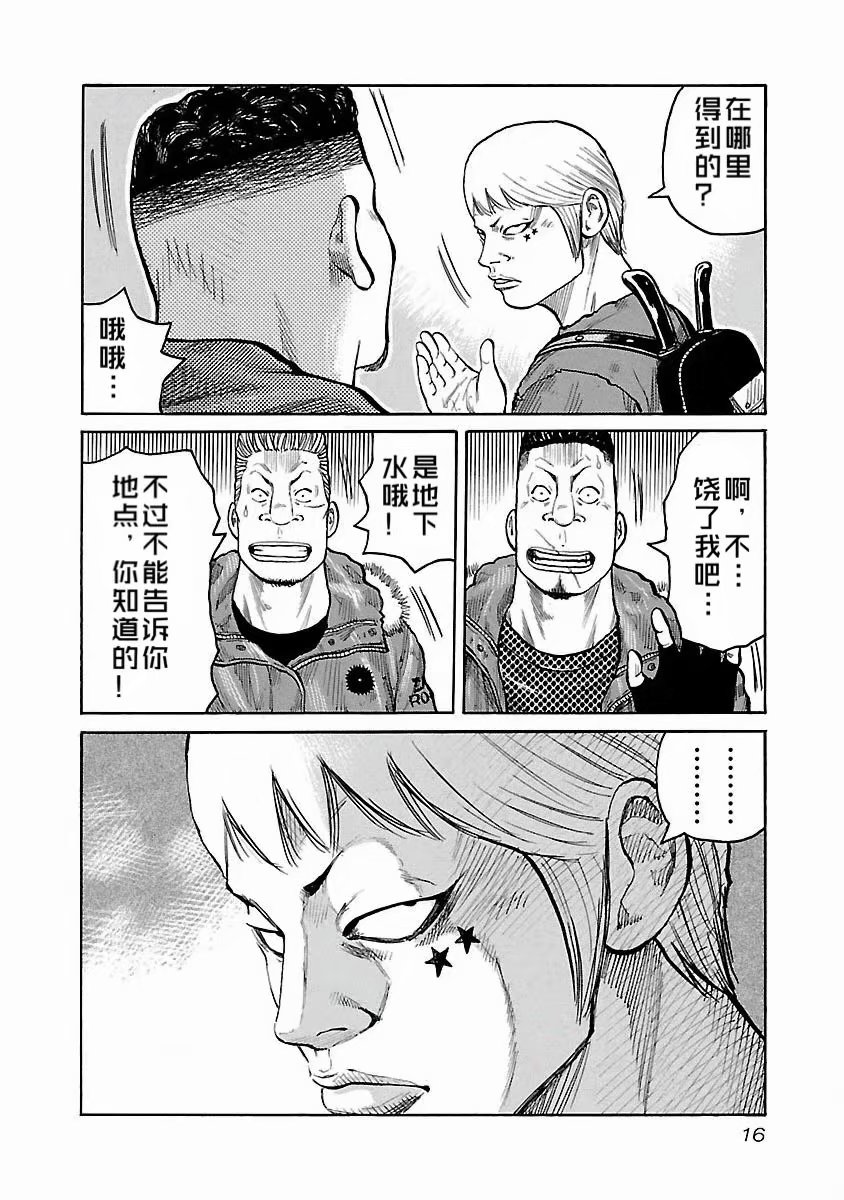 在哪里
得到的？
哦
哦
…
啊，不…
饶了我吧…
是地下
水哦！
不过不能告诉你
地点，你知道的！
………
………
16